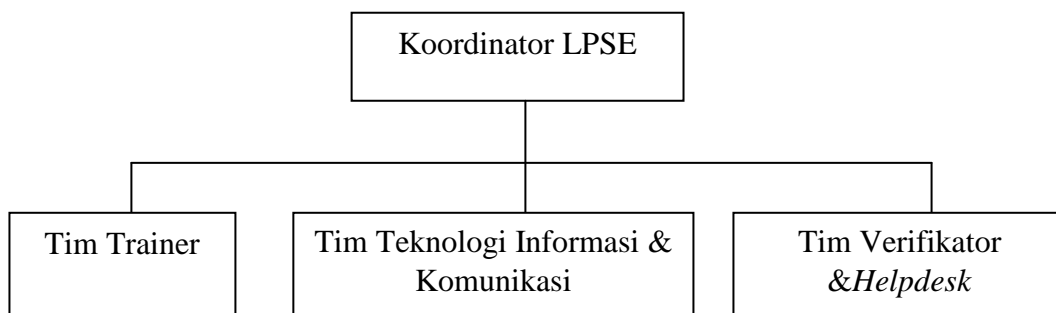 Koordinator LPSE
Tim Trainer
Tim Teknologi Informasi &
Komunikasi
Tim Verifikator
&Helpdesk